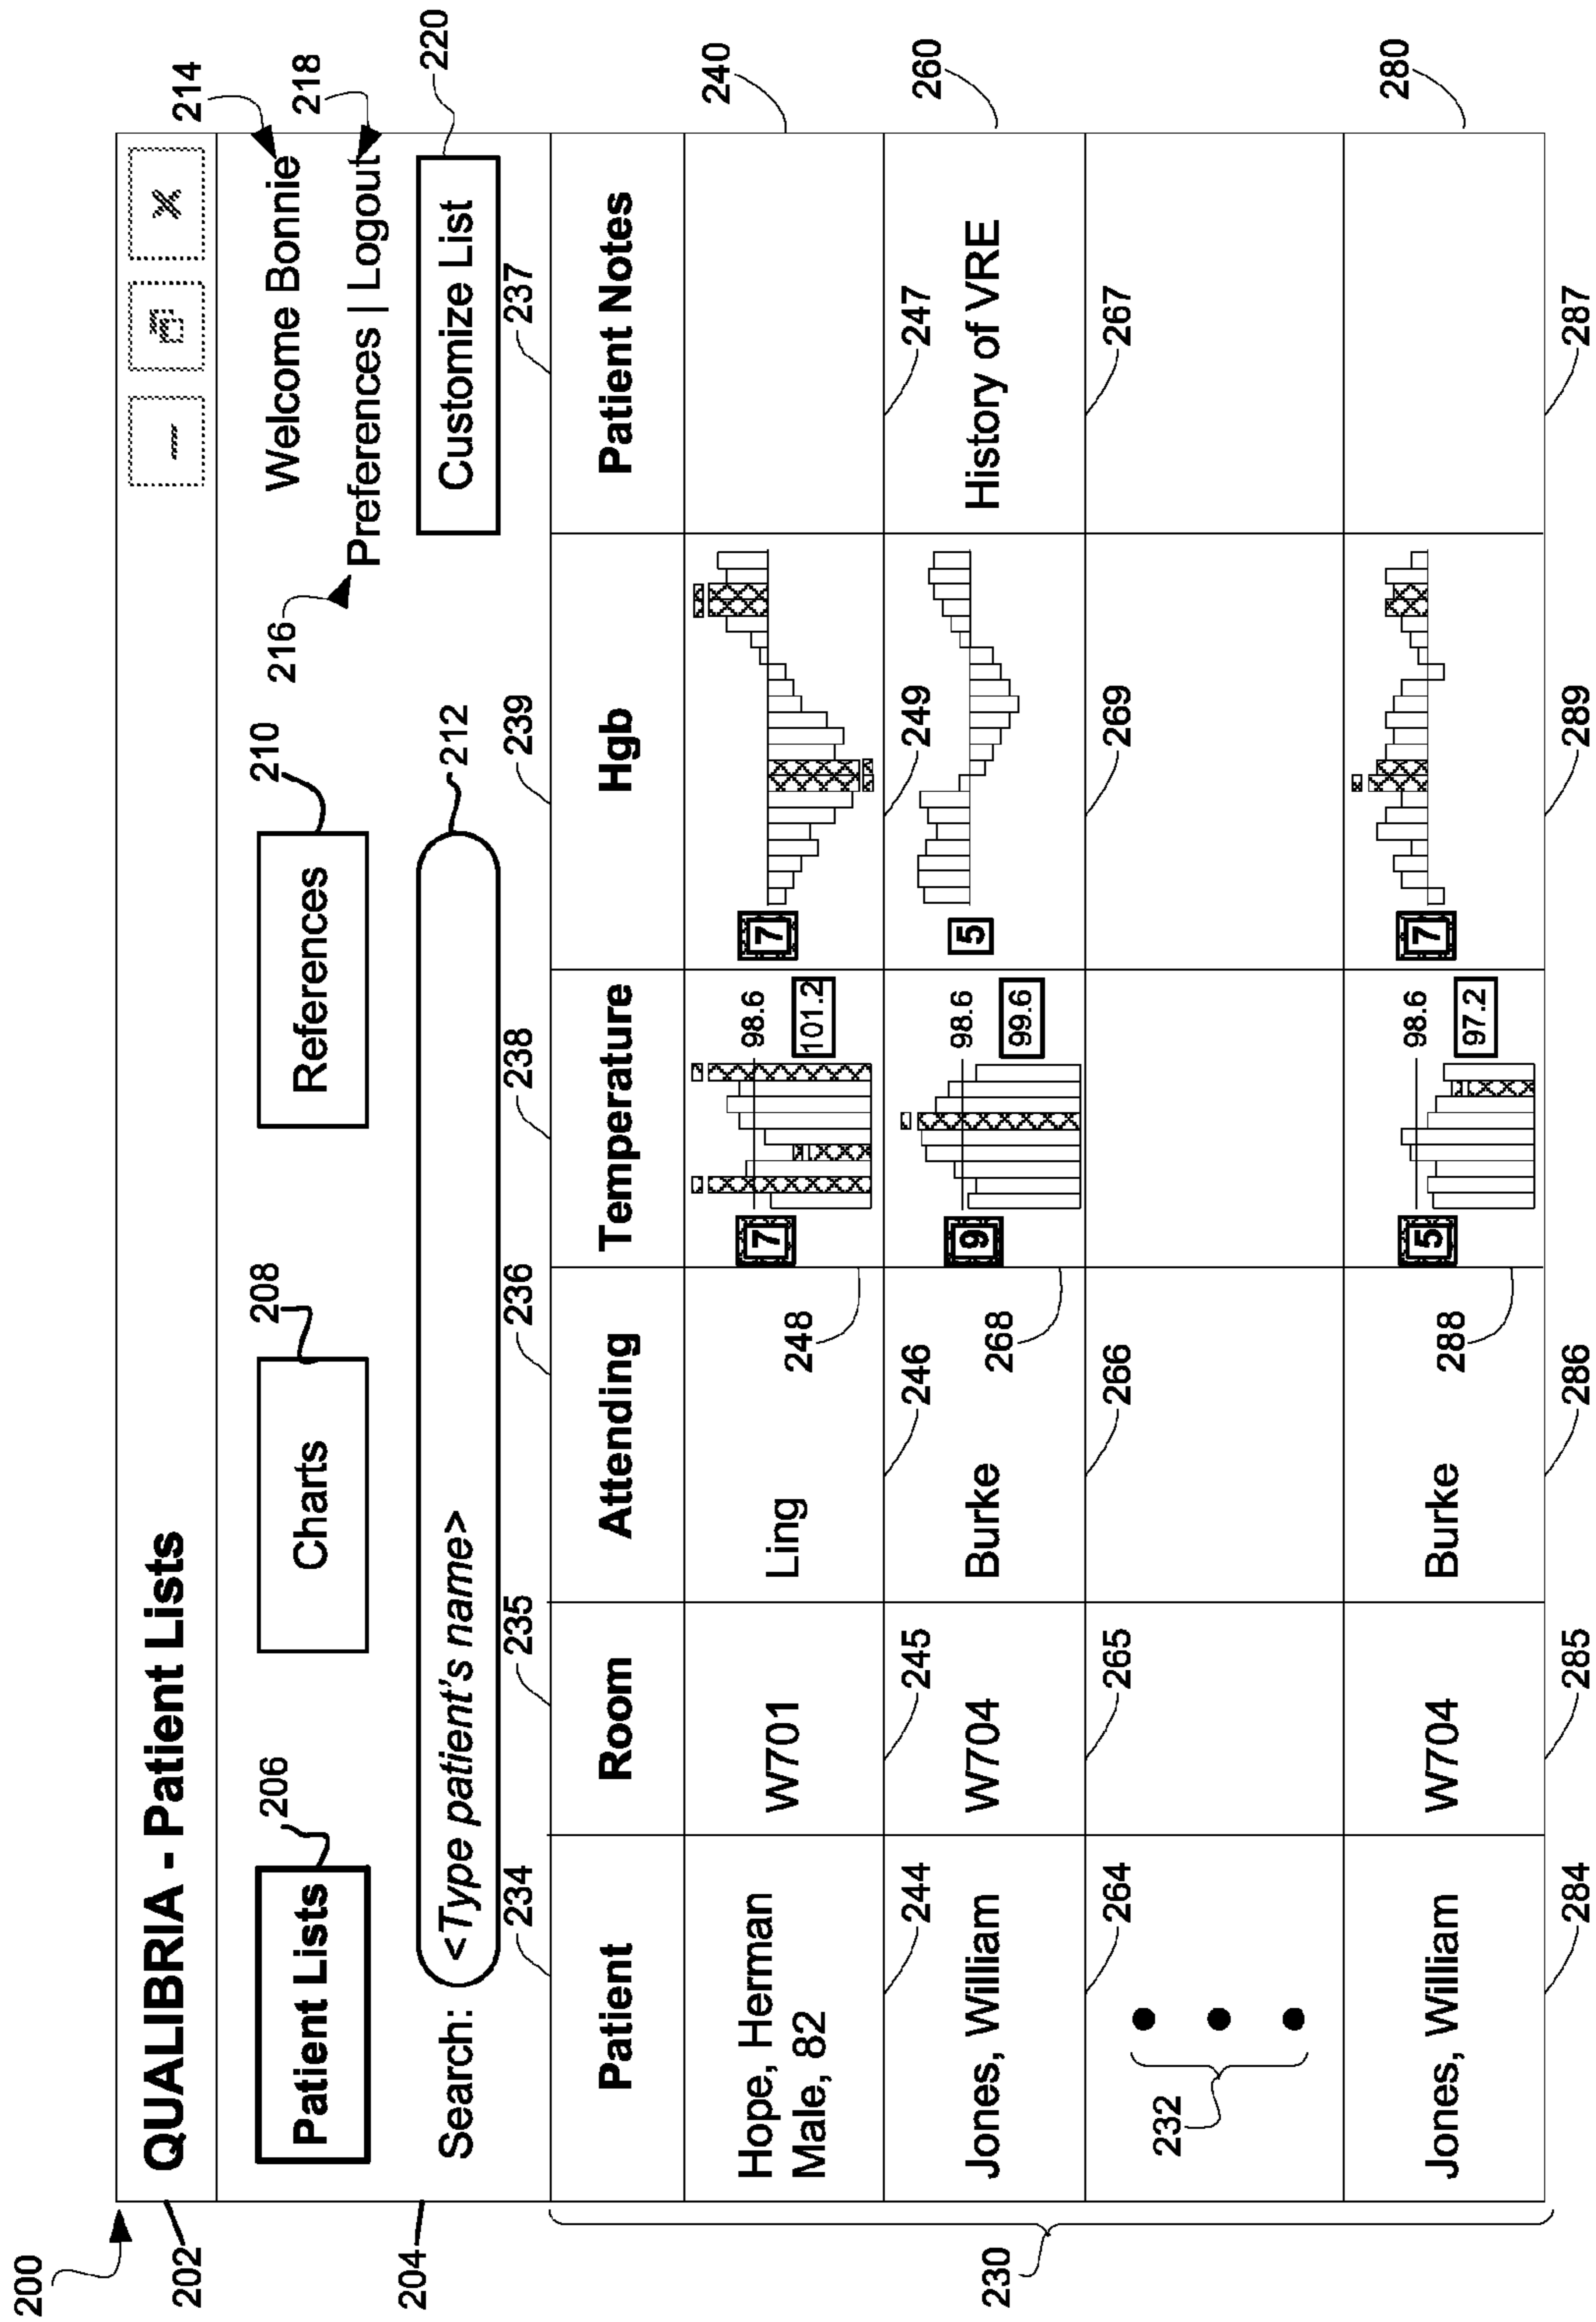 200
202
QUALIBRIA - Patient Lists
204
206
Patient Lists
208
Charts
210
References
214
Welcome Bonnie
216
218
Preferences | Logout
Search: <Type patient's name>
212
220
Customize List
234 235 236 238 239 237
Patient Room Attending Temperature Hgb Patient Notes
230
240
Hope, Herman
Male, 82
W701
Ling
7
98.6
101.2
7
248
244 245 246 249 247
260
Jones, William
W704
Burke
9
98.6
99.6
5
History of VRE
268
264 265 266 269 267
232
280
Jones, William
W704
Burke
5
98.6
97.2
7
288
284 285 286 289 287